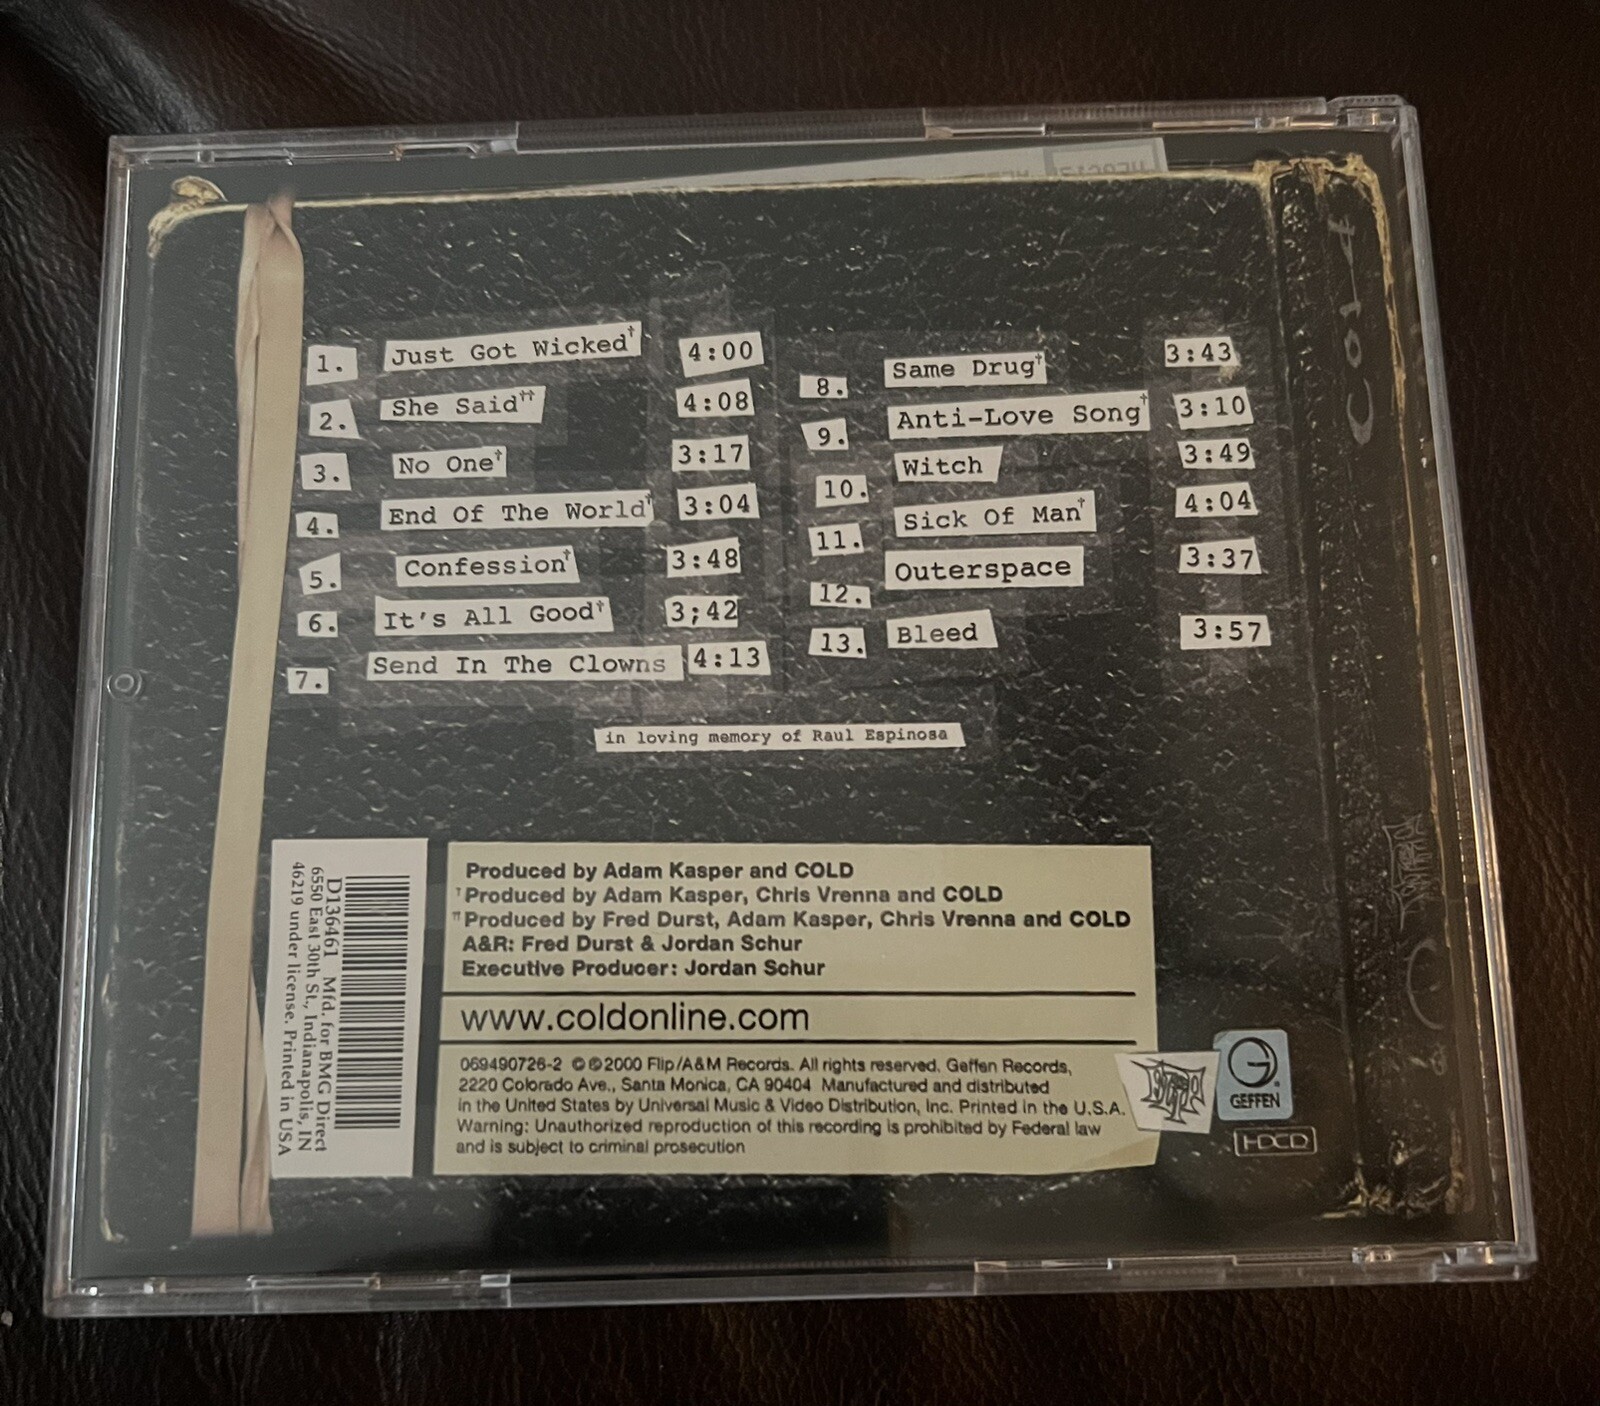 1. Just Got Wicked† 4:00
2. She Said†† 4:08
3. No One† 3:17
4. End Of The World† 3:04
5. Confession† 3:48
6. It's All Good† 3;42
7. Send In The Clowns 4:13
8. Same Drug† 3:43
9. Anti-Love Song† 3:10
10. Witch 3:49
11. Sick Of Man† 4:04
12. Outerspace 3:37
13. Bleed 3:57
in loving memory of Raul Espinosa
D136461 Mfd. for BMG Direct
6550 East 30th St., Indianapolis, IN
46219 under license. Printed in USA
Produced by Adam Kasper and COLD
†Produced by Adam Kasper, Chris Vrenna and COLD
††Produced by Fred Durst, Adam Kasper, Chris Vrenna and COLD
A&R: Fred Durst & Jordan Schur
Executive Producer: Jordan Schur
www.coldonline.com
069490726-2 ©℗2000 Flip/A&M Records. All rights reserved. Geffen Records,
2220 Colorado Ave., Santa Monica, CA 90404 Manufactured and distributed
in the United States by Universal Music & Video Distribution, Inc. Printed in the U.S.A.
Warning: Unauthorized reproduction of this recording is prohibited by Federal law
and is subject to criminal prosecution
GEFFEN
HDCD
Cold